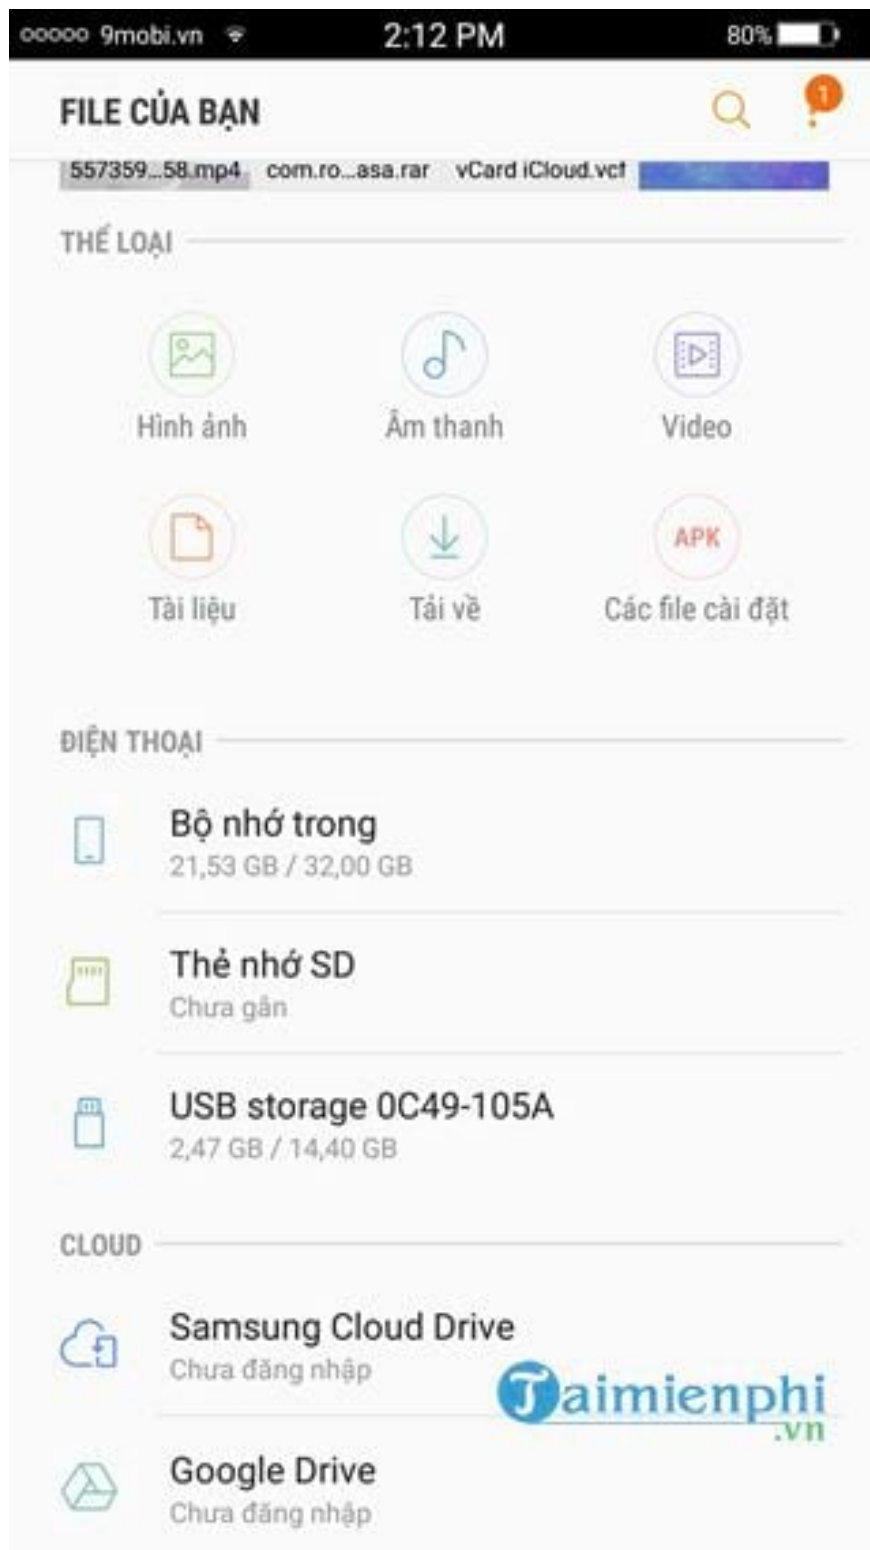 ooooo 9mobi.vn 2:12 PM 80%
FILE CỦA BẠN 1
557359...58.mp4 com.ro...asa.rar vCard iCloud.vcf
THỂ LOẠI
Hình ảnh Âm thanh Video
APK
Tài liệu Tải về Các file cài đặt
ĐIỆN THOẠI
Bộ nhớ trong
21,53 GB / 32,00 GB
Thẻ nhớ SD
Chưa gắn
USB storage 0C49-105A
2,47 GB / 14,40 GB
CLOUD
Samsung Cloud Drive
Chưa đăng nhập
Taimienphi
.vn
Google Drive
Chưa đăng nhập